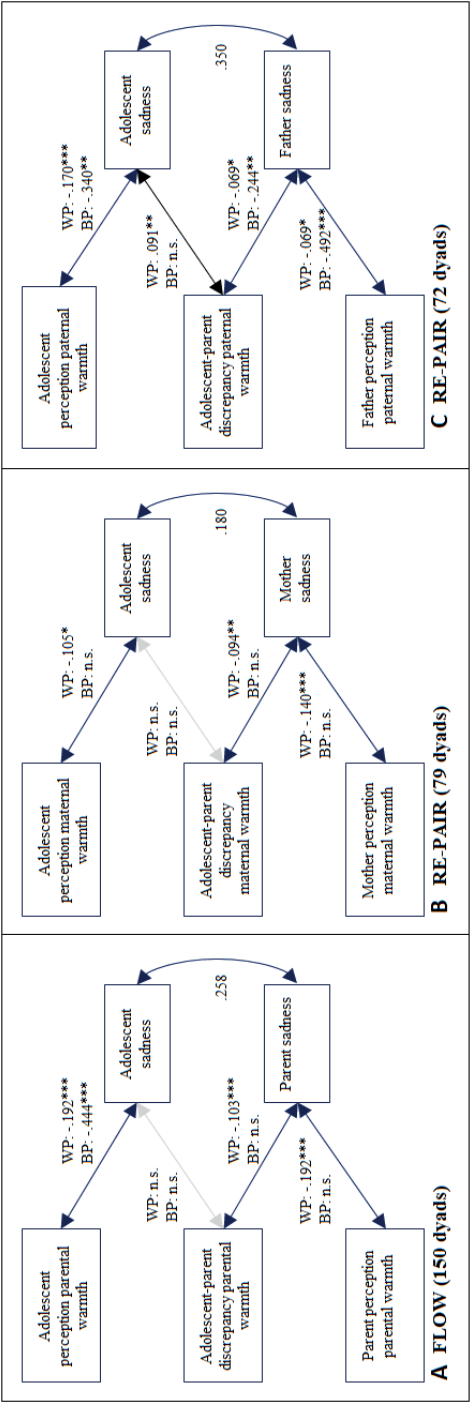 Adolescent
perception parental
warmth
WP: -.192***
BP: -.444***
Adolescent
sadness
WP: n.s.
BP: n.s.
Adolescent-parent
discrepancy parental
warmth
WP: -.103***
BP: n.s.
.258
Parent sadness
WP: -.192***
BP: n.s.
Parent perception
parental warmth
A FLOW (150 dyads)
Adolescent
perception maternal
warmth
WP: -.105*
BP: n.s.
Adolescent
sadness
WP: n.s.
BP: n.s.
Adolescent-parent
discrepancy
maternal warmth
WP: -.094**
BP: n.s.
.180
Mother
sadness
WP: -.140***
BP: n.s.
Mother perception
maternal warmth
B RE-PAIR (79 dyads)
Adolescent
perception paternal
warmth
WP: -.170***
BP: -.340**
Adolescent
sadness
WP: .091**
BP: n.s.
Adolescent-parent
discrepancy paternal
warmth
WP: -.069*
BP: -.244**
.350
Father sadness
WP: -.069*
BP: -.492***
Father perception
paternal warmth
C RE-PAIR (72 dyads)